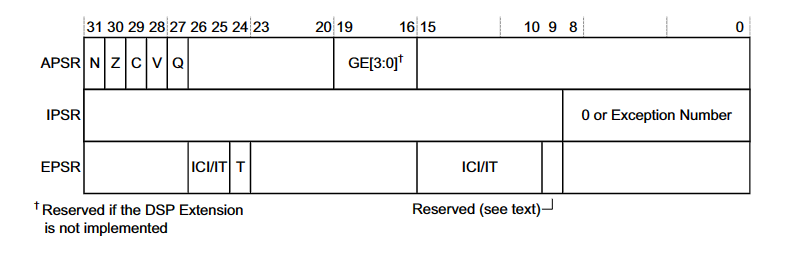 31 30 29 28 27 26 25 24 23 20 19 16 15 10 9 8 0
APSR N Z C V Q GE[3:0]†
IPSR 0 or Exception Number
EPSR ICI/IT T ICI/IT
† Reserved if the DSP Extension
is not implemented
Reserved (see text)